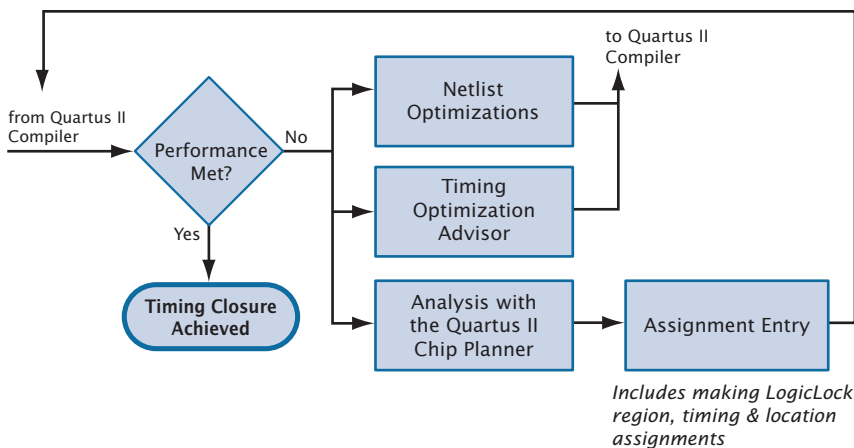 to Quartus II
Compiler
from Quartus II
Compiler
Performance
Met?
No
Yes
Timing Closure
Achieved
Netlist
Optimizations
Timing
Optimization
Advisor
Analysis with
the Quartus II
Chip Planner
Assignment Entry
Includes making LogicLock
region, timing & location
assignments